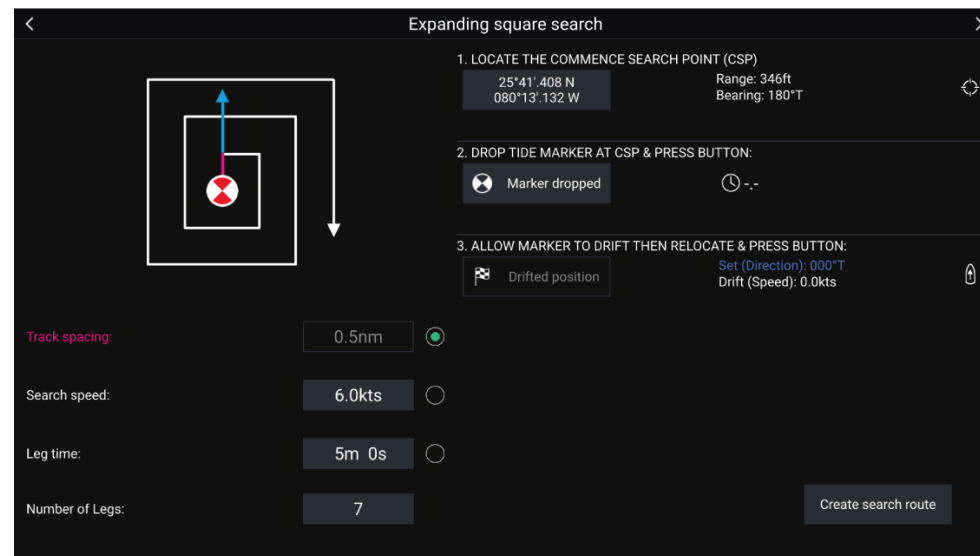 Expanding square search
1. LOCATE THE COMMENCE SEARCH POINT (CSP)
25°41'.408 N
080°13'.132 W
Range: 346ft
Bearing: 180°T
2. DROP TIDE MARKER AT CSP & PRESS BUTTON:
Marker dropped
-.-
3. ALLOW MARKER TO DRIFT THEN RELOCATE & PRESS BUTTON:
Drifted position
Set (Direction): 000°T
Drift (Speed): 0.0kts
Track spacing:
0.5nm
Search speed:
6.0kts
Leg time:
5m 0s
Number of Legs:
7
Create search route